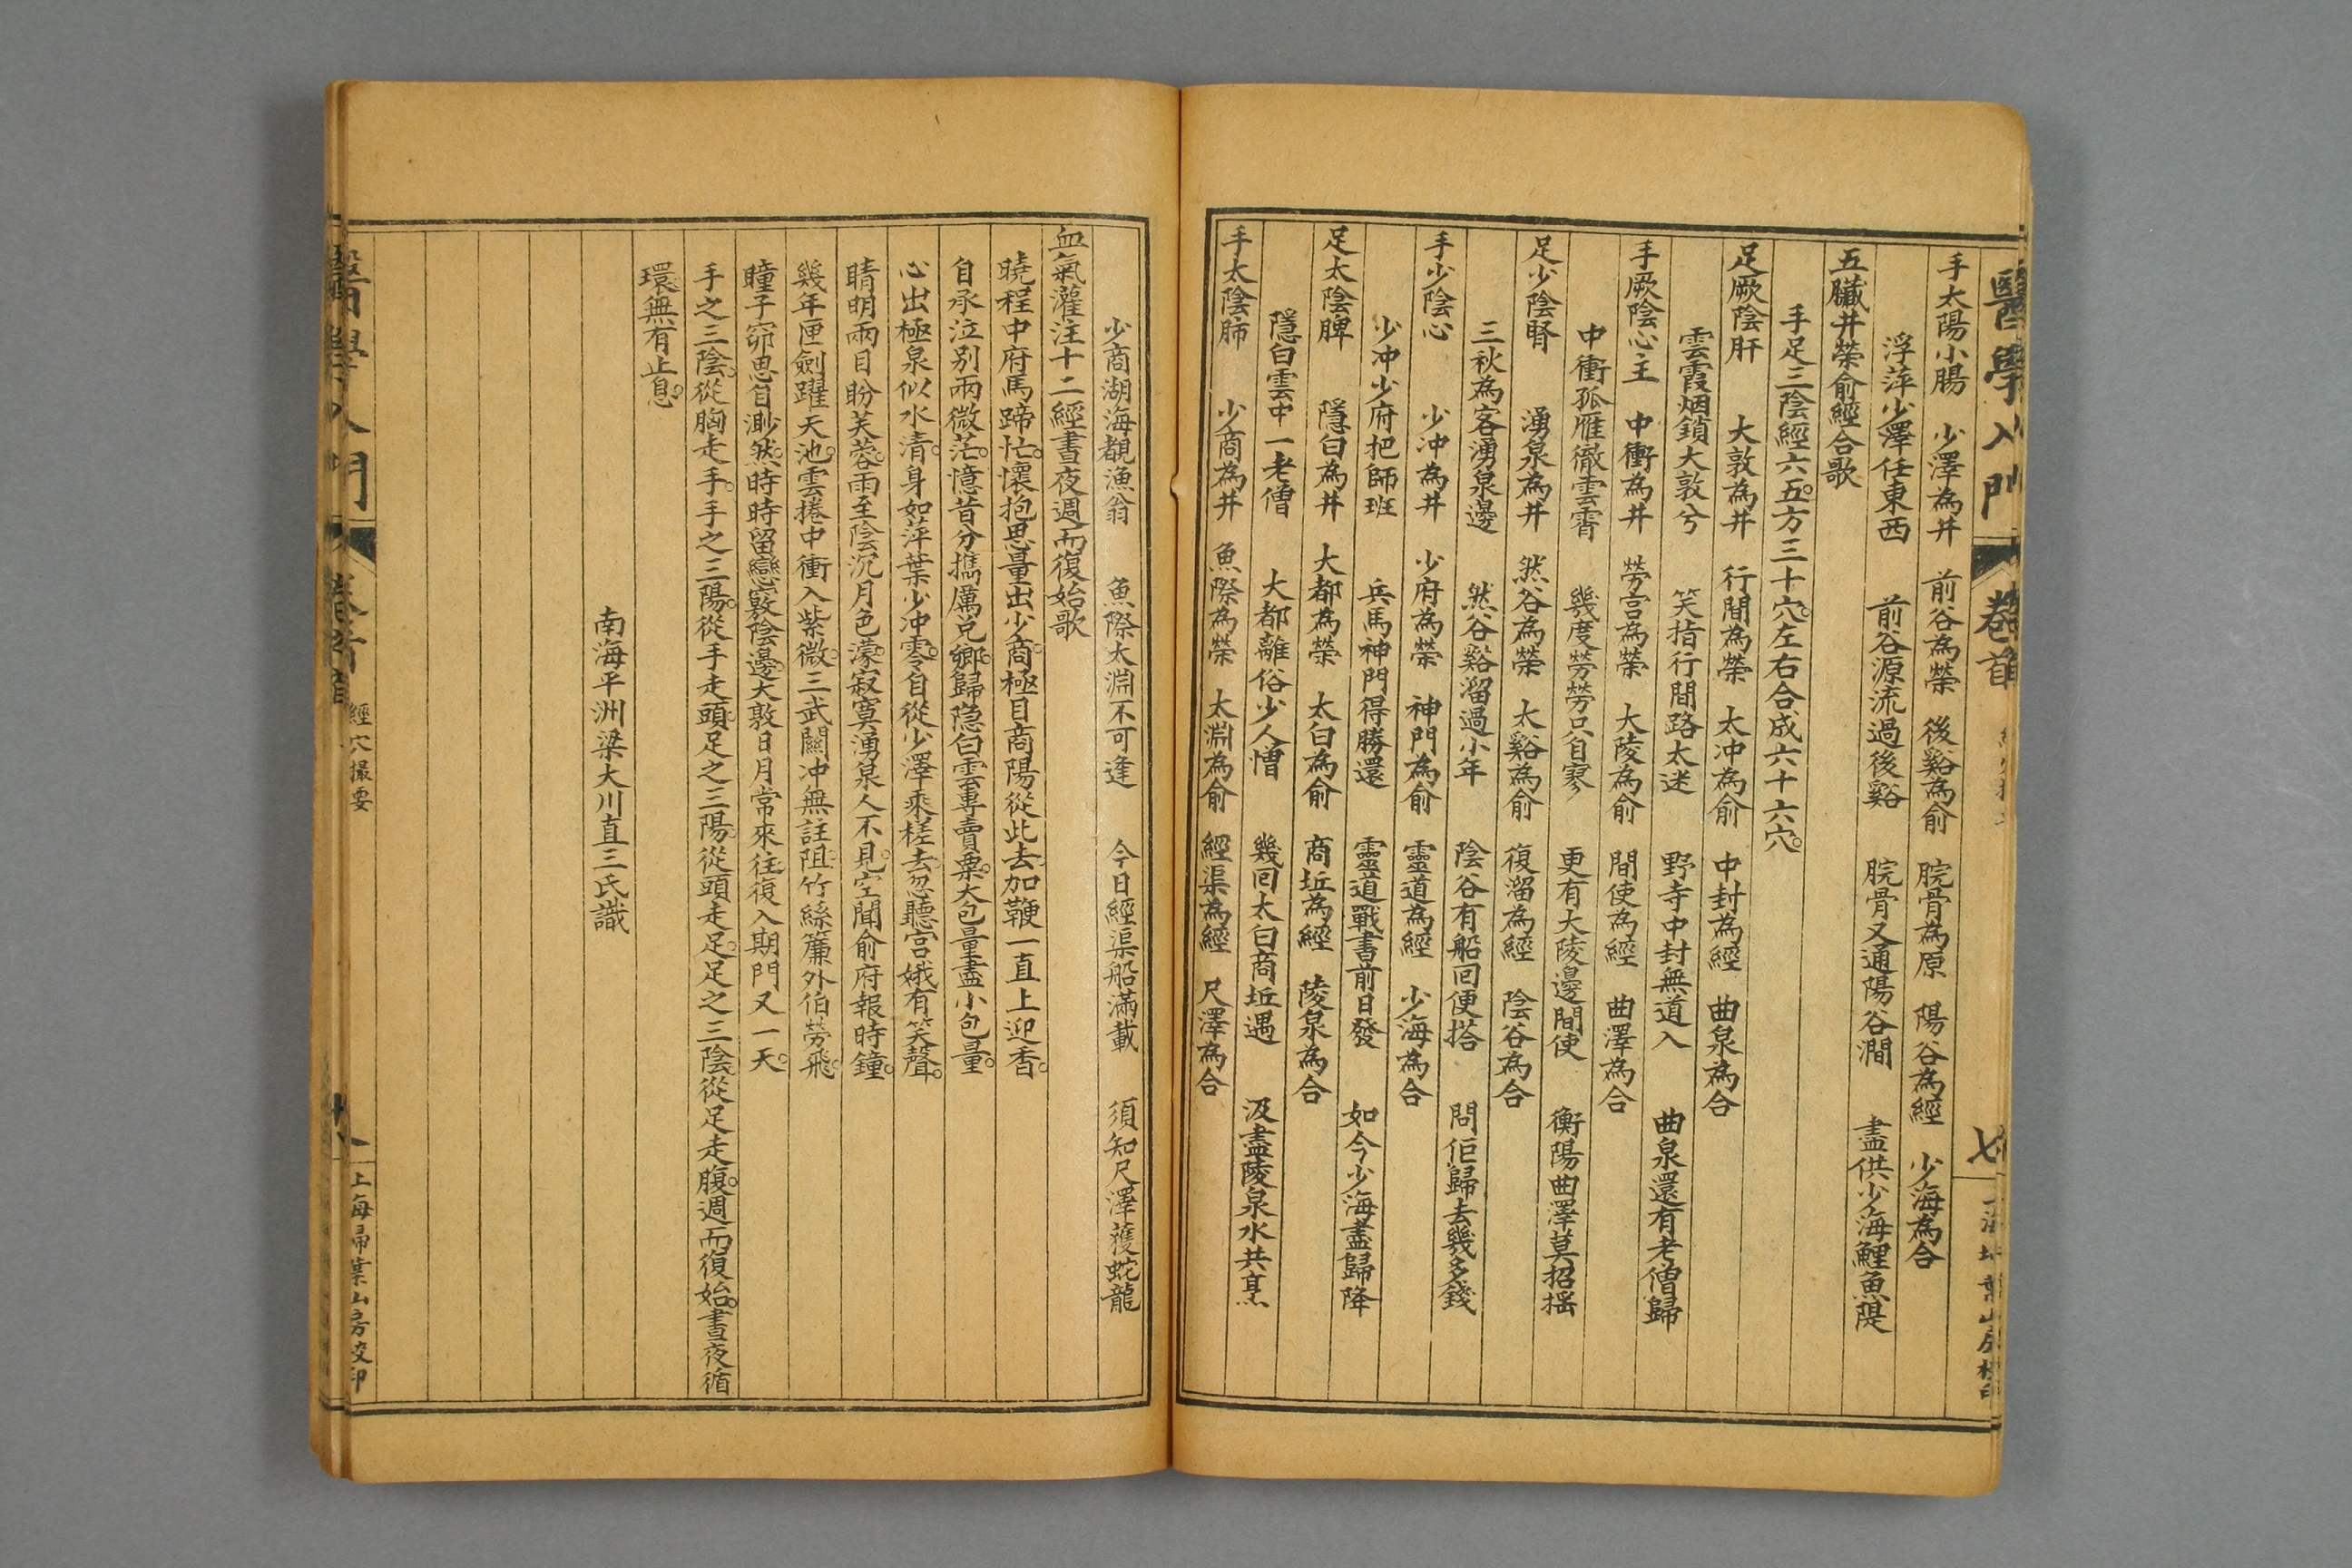 醫學入門 卷首 七
手太陽小腸 少澤為井 前谷為滎 後谿為俞 腕骨為原 陽谷為經 少海為合
浮萍少澤任東西 前谷源流過後谿 腕骨又通陽谷澗 盡供少海鯉魚隄
五臟井滎俞經合歌
手足三陰經六五。方三十穴。左右合成六十六穴。
足厥陰肝 大敦為井 行間為滎 太冲為俞 中封為經 曲泉為合
雲霞烟鎖大敦兮 笑指行間路太迷 野寺中封無道入 曲泉還有老僧歸
手厥陰心主 中衝為井 勞宮為滎 大陵為俞 間使為經 曲澤為合
中衝孤雁徹雲霄 幾度勞勞只自寥 更有大陵邊間使 衡陽曲澤莫招搖
足少陰腎 湧泉為井 然谷為滎 太谿為俞 復溜為經 陰谷為合
三秋為客湧泉邊 然谷谿溜過小年 陰谷有船回便搭 問佢歸去幾多錢
手少陰心 少冲為井 少府為滎 神門為俞 靈道為經 少海為合
少冲少府把師班 兵馬神門得勝還 靈道戰書前日發 如今少海盡歸降
足太陰脾 隱白為井 大都為滎 太白為俞 商坵為經 陵泉為合
隱白雲中一老僧 大都離俗少人憎 幾回太白商坵遇 汲盡陵泉水共烹
手太陰肺 少商為井 魚際為滎 太淵為俞 經渠為經 尺澤為合
少商湖海覩漁翁 魚際太淵不可逢 今日經渠船滿載 須知尺澤蒦蛇龍
血氣灌注十二經晝夜週而復始歌
曉程中府馬蹄忙。懷抱思量出少商。極目商陽從此去。加鞭一直上迎香。
自承泣別兩微茫。憶昔分攜厲兌鄉。歸隐白雲專賣粟。大包量盡小包量。
心出極泉似水清。身如萍葉少冲零。自從少澤乘槎去。忽聽宮娥有笑聲。
睛明兩目盼芙蓉。雨至陰沉月色濛。寂寞湧泉人不見。空聞俞府報時鐘。
幾年匣劍躍天池。雲捲中衝入紫微。三武關冲無註阻。竹絲簾外伯勞飛。
瞳子窌思自渺然。時時留戀竅陰邊。大敦日月常來往。復入期門又一天。
手之三陰。從胸走手。手之三陽。從手走頭。足之三陽。從頭走足。足之三陰。從足走腹。週而復始。晝夜循
環無有止息。
南海平洲梁大川直三氏識
醫學入門 卷首 經穴撮要 八 上海掃葉山房校印